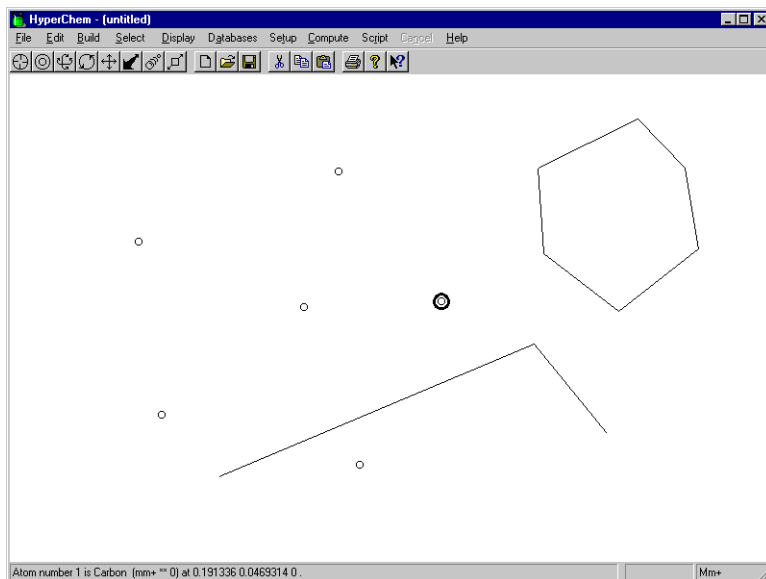 HyperChem - (untitled)
File Edit Build Select Display Databases Setup Compute Script Cancel Help
Atom number 1 is Carbon (mm+ ** 0) at 0.191336 0.0469314 0 . Mm+